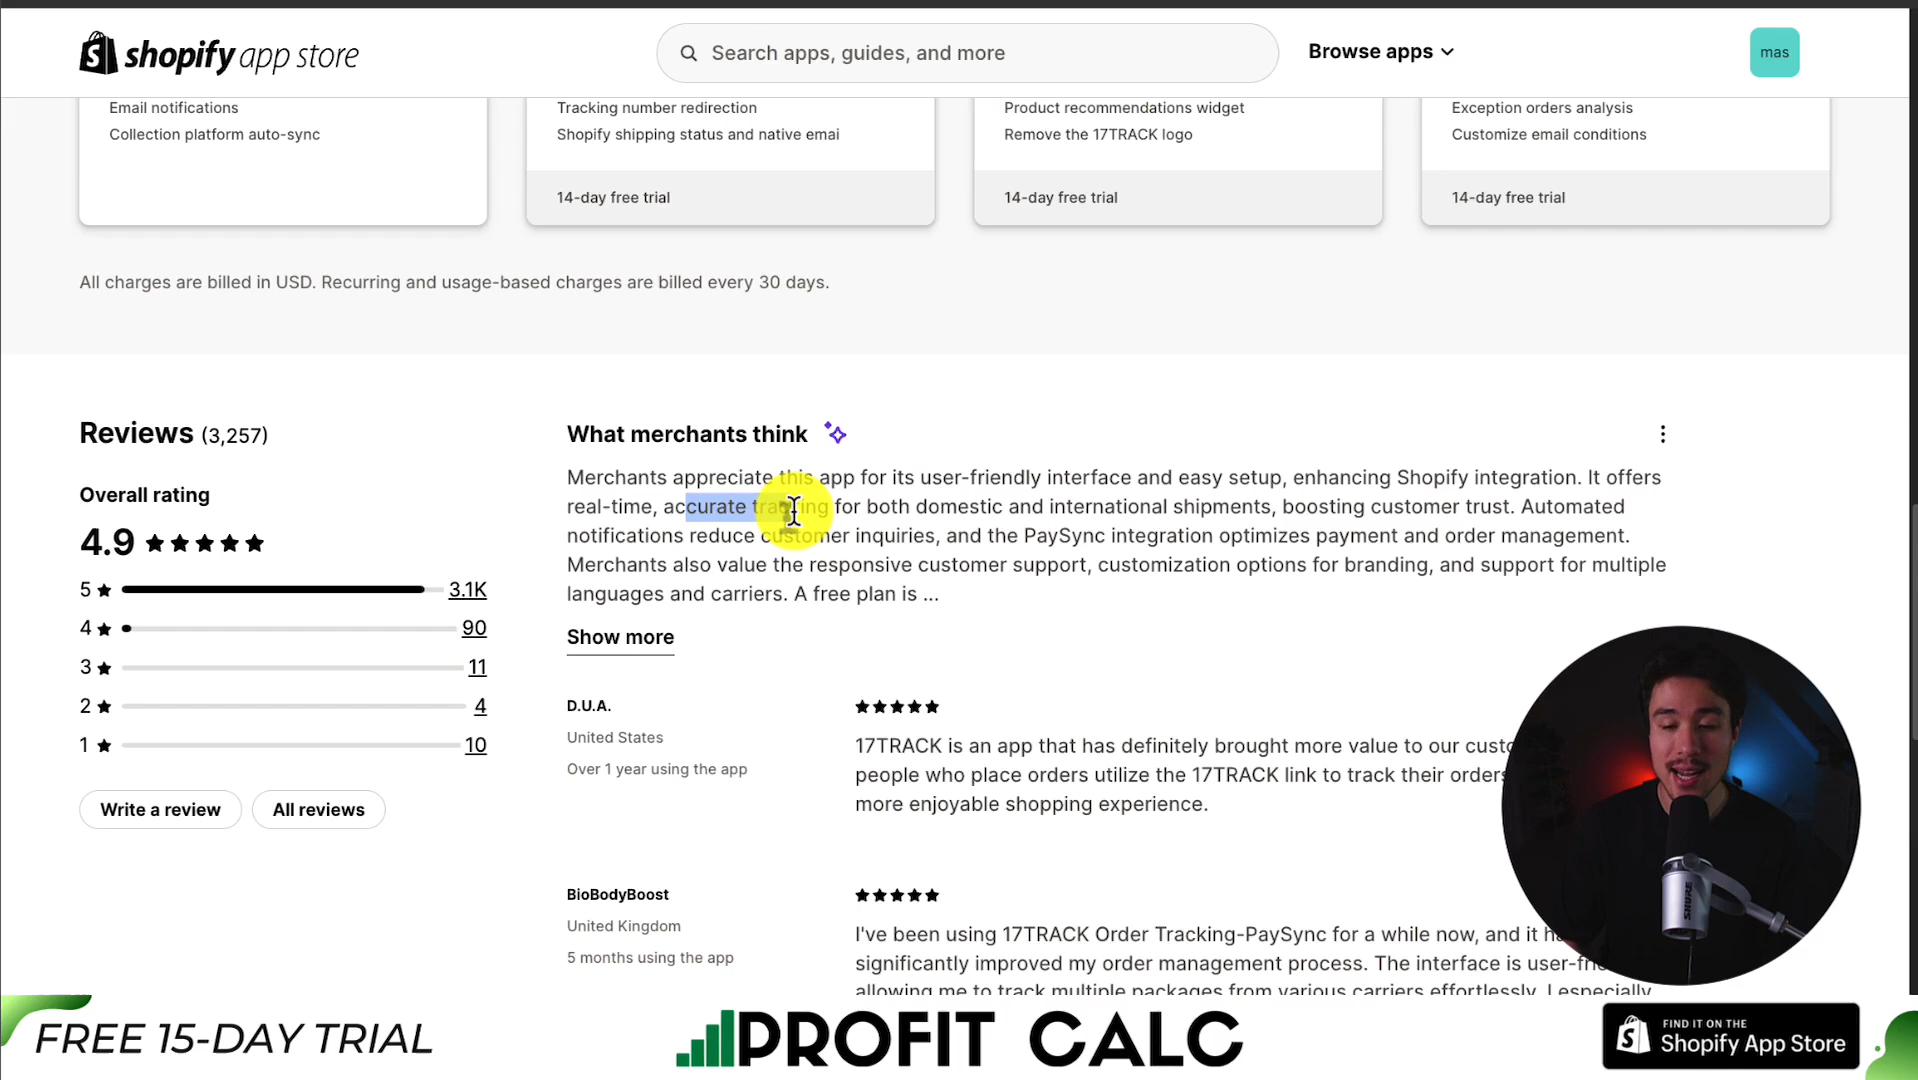 shopify app store
Search apps, guides, and more
Browse apps
mas
Email notifications
Collection platform auto-sync
Tracking number redirection
Shopify shipping status and native emai
14-day free trial
Product recommendations widget
Remove the 17TRACK logo
14-day free trial
Exception orders analysis
Customize email conditions
14-day free trial
All charges are billed in USD. Recurring and usage-based charges are billed every 30 days.
Reviews (3,257)
Overall rating
4.9
5 3.1K
4 90
3 11
2 4
1 10
Write a review
All reviews
What merchants think
Merchants appreciate this app for its user-friendly interface and easy setup, enhancing Shopify integration. It offers
real-time, accurate tracking for both domestic and international shipments, boosting customer trust. Automated
notifications reduce customer inquiries, and the PaySync integration optimizes payment and order management.
Merchants also value the responsive customer support, customization options for branding, and support for multiple
languages and carriers. A free plan is ...
Show more
D.U.A.
United States
Over 1 year using the app
17TRACK is an app that has definitely brought more value to our
people who place orders utilize the 17TRACK link to track their orders
more enjoyable shopping experience.
BioBodyBoost
United Kingdom
5 months using the app
I've been using 17TRACK Order Tracking-PaySync for a while now, and it
significantly improved my order management process. The interface is
allowing me to track multiple packages from various carriers effortlessly. I especially
SHURE
FREE 15-DAY TRIAL
PROFIT CALC
FIND IT ON THE
Shopify App Store